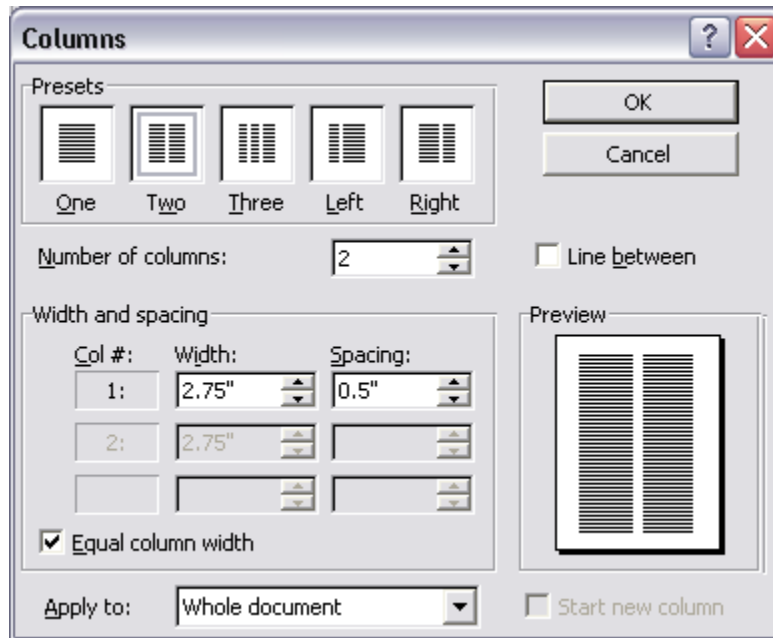 Columns
Presets
One Two Three Left Right
OK
Cancel
Number of columns: 2
Line between
Width and spacing
Col #: Width: Spacing:
1: 2.75" 0.5"
2: 2.75"
Equal column width
Preview
Apply to: Whole document
Start new column